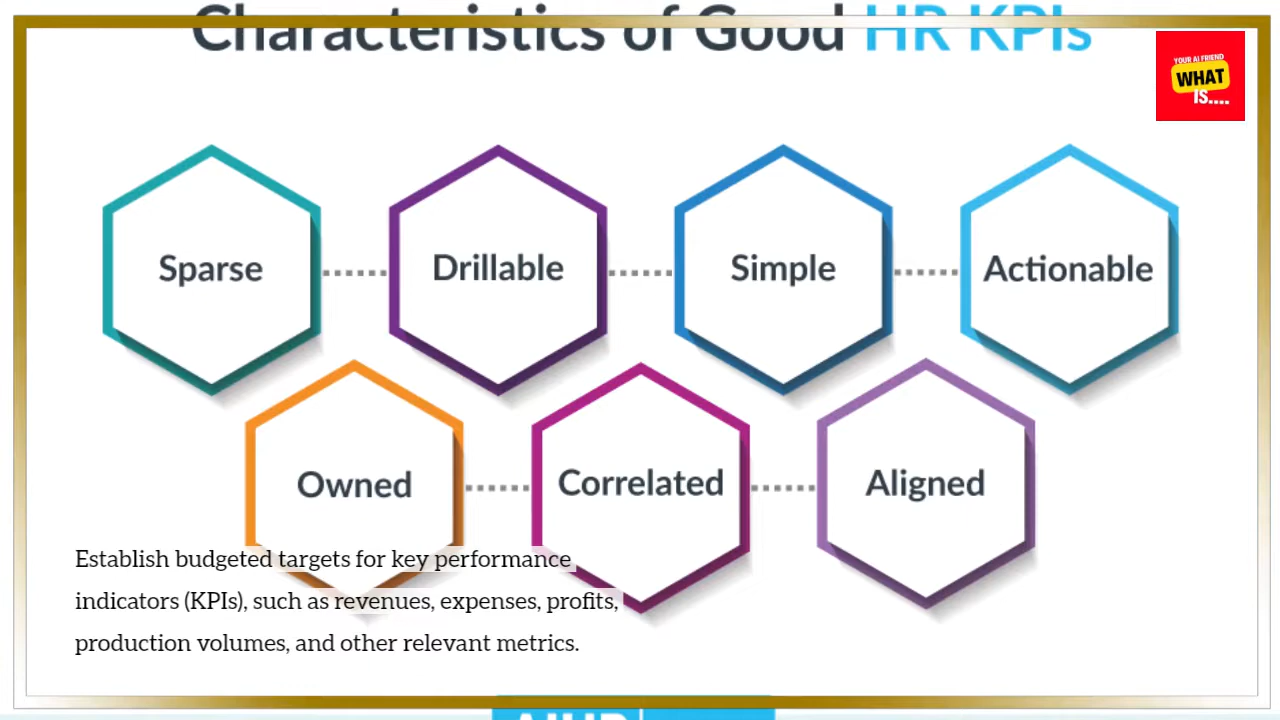 Characteristics of Good HR KPIs
YOUR AI FRIEND
WHAT
IS....
Sparse
Drillable
Simple
Actionable
Owned
Correlated
Aligned
Establish budgeted targets for key performance
indicators (KPIs), such as revenues, expenses, profits,
production volumes, and other relevant metrics.